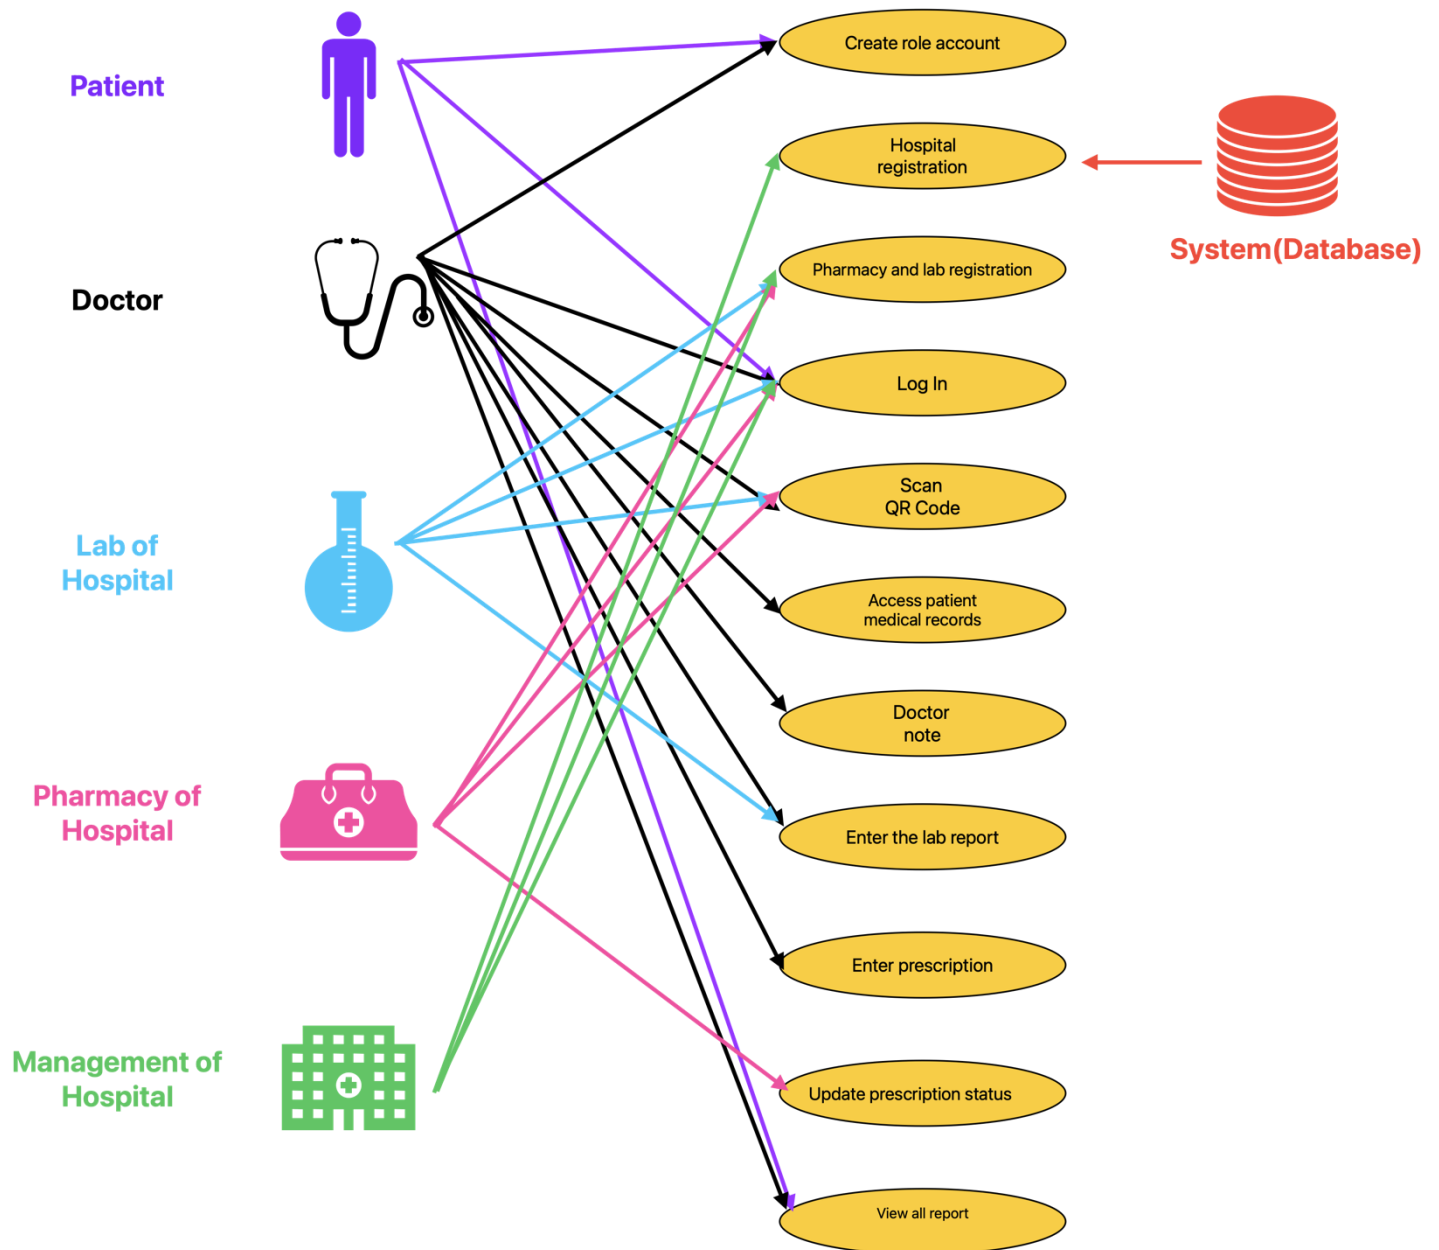 Patient
Doctor
Lab of
Hospital
Pharmacy of
Hospital
Management of
Hospital
Create role account
Hospital
registration
Pharmacy and lab registration
Log In
Scan
QR Code
Access patient
medical records
Doctor
note
Enter the lab report
Enter prescription
Update prescription status
View all report
System(Database)